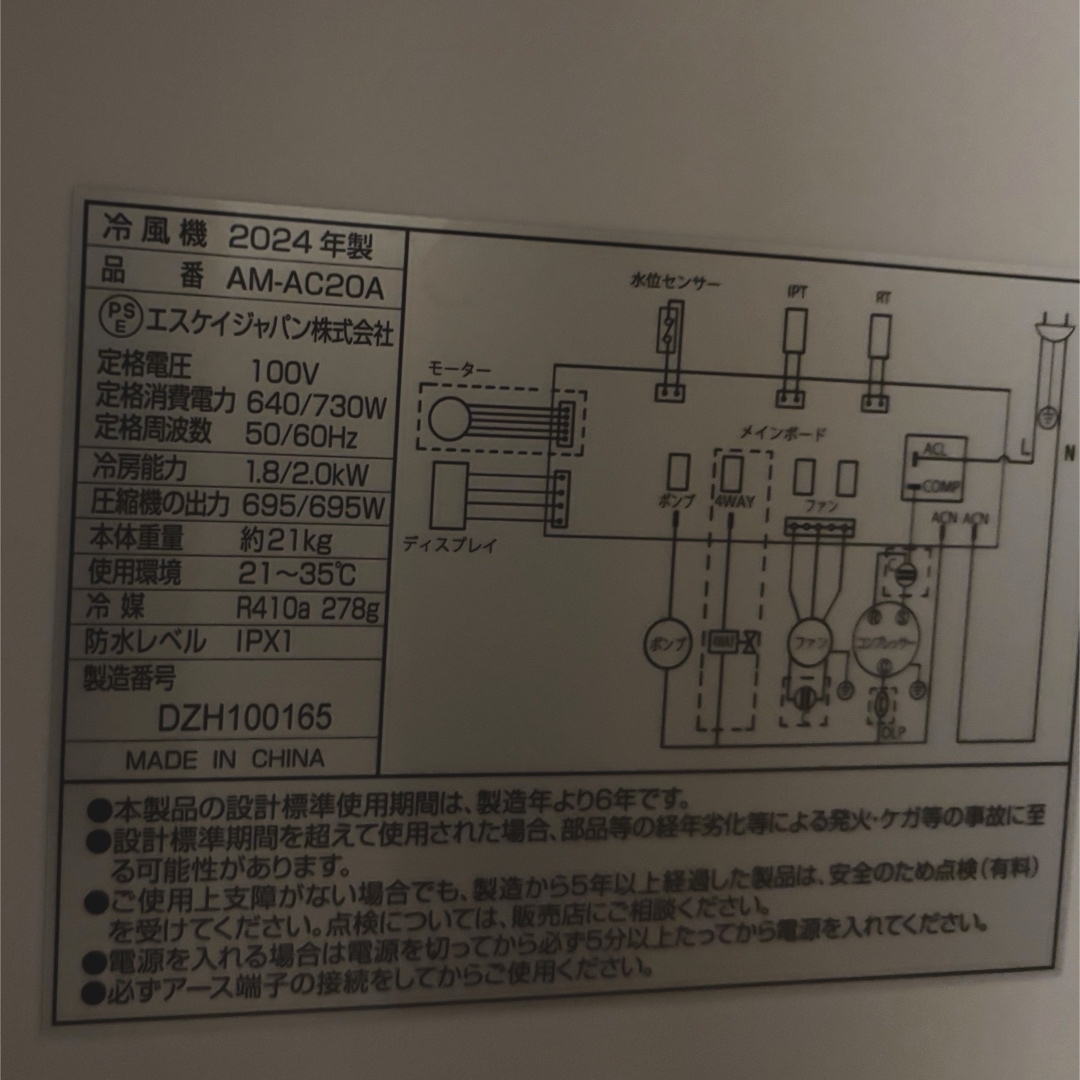 冷風機 2024年製
品番 AM-AC20A
PSE エスケイジャパン株式会社
定格電圧 100V
定格消費電力 640/730W
定格周波数 50/60Hz
冷房能力 1.8/2.0kW
圧縮機の出力 695/695W
本体重量 約21kg
使用環境 21～35℃
冷媒 R410a 278g
防水レベル IPX1
製造番号
DZH100165
MADE IN CHINA
水位センサー IPT RT
モーター
メインボード
L N
ACL
COMP
ポンプ 4WAY ファン
ACN ACN
ディスプレイ
C
R S
ポンプ 4WAY ファン コンプレッサー
C
OLP
●本製品の設計標準使用期間は、製造年より6年です。
●設計標準期間を超えて使用された場合、部品等の経年劣化等による発火・ケガ等の事故に至
る可能性があります。
●ご使用上支障がない場合でも、製造から5年以上経過した製品は、安全のため点検(有料)
を受けてください。点検については、販売店にご相談ください。
●電源を入れる場合は電源を切ってから必ず5分以上たってから電源を入れてください。
●必ずアース端子の接続をしてからご使用ください。